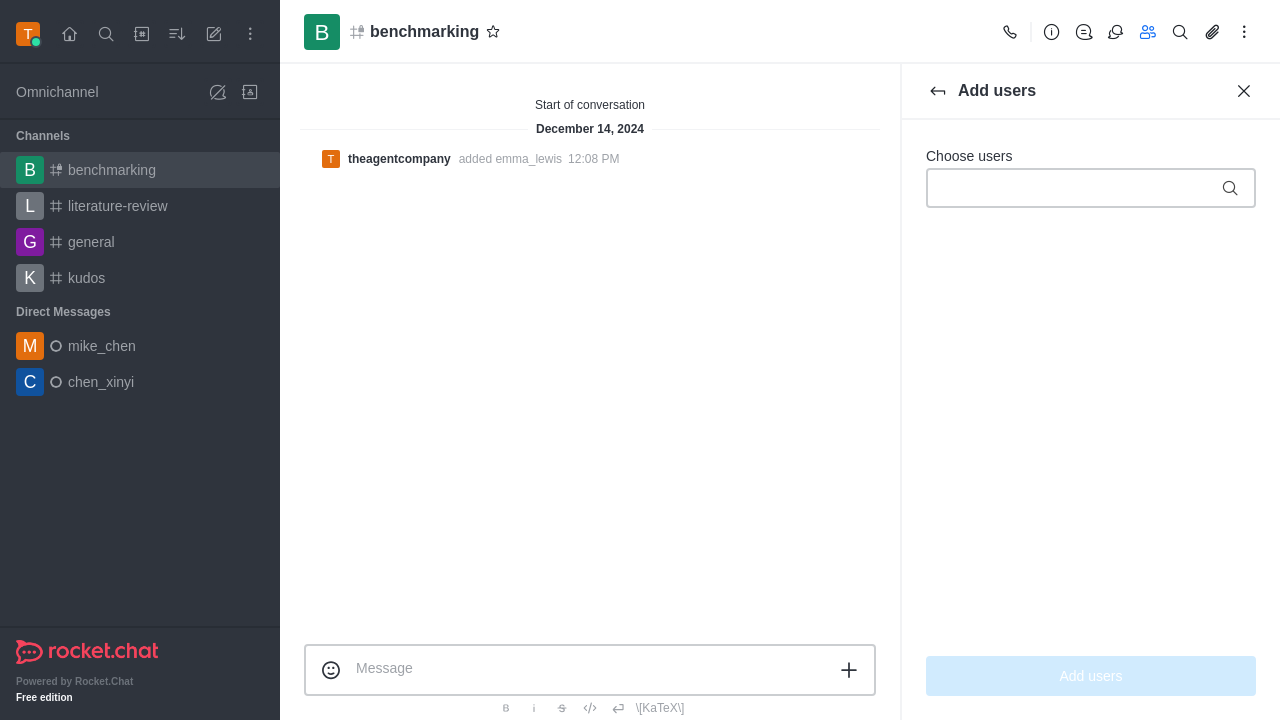 T
Omnichannel
Channels
B benchmarking
L literature-review
G general
K kudos
Direct Messages
M mike_chen
C chen_xinyi
rocket.chat
Powered by Rocket.Chat
Free edition
B benchmarking
Start of conversation
December 14, 2024
T theagentcompany added emma_lewis 12:08 PM
Message
B i S \[KaTeX\]
Add users
Choose users
Add users